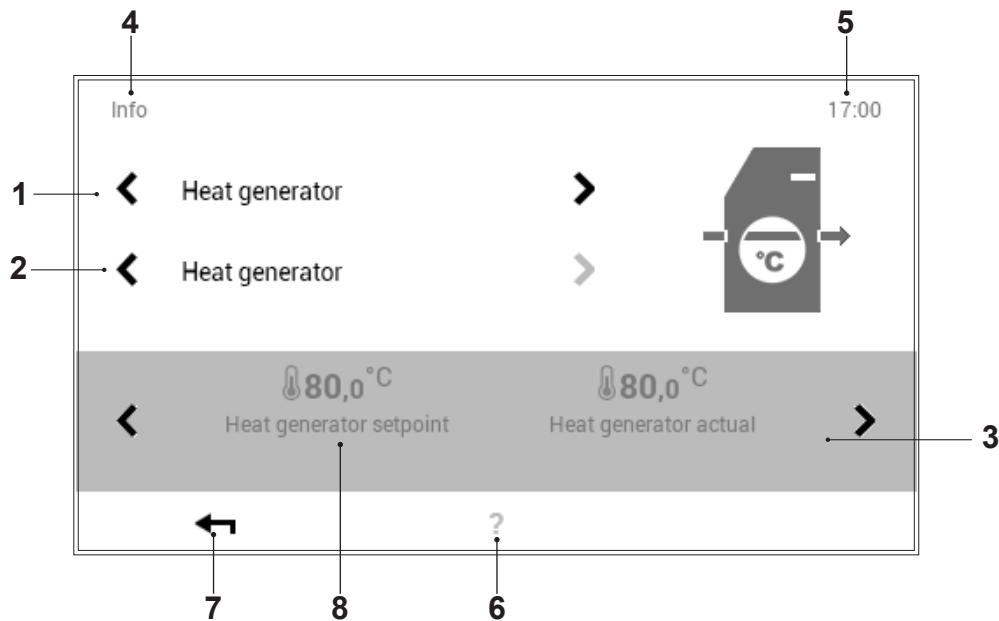 4 5
Info 17:00
1 Heat generator
2 Heat generator
°C
80,0°C 80,0°C
Heat generator setpoint Heat generator actual
3
?
7 8 6